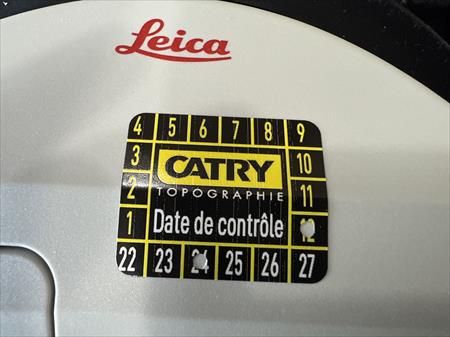 Leica
4 5 6 7 8 9
3 CATRY 10
2 TOPOGRAPHIE 11
1 Date de contrôle 12
22 23 24 25 26 27